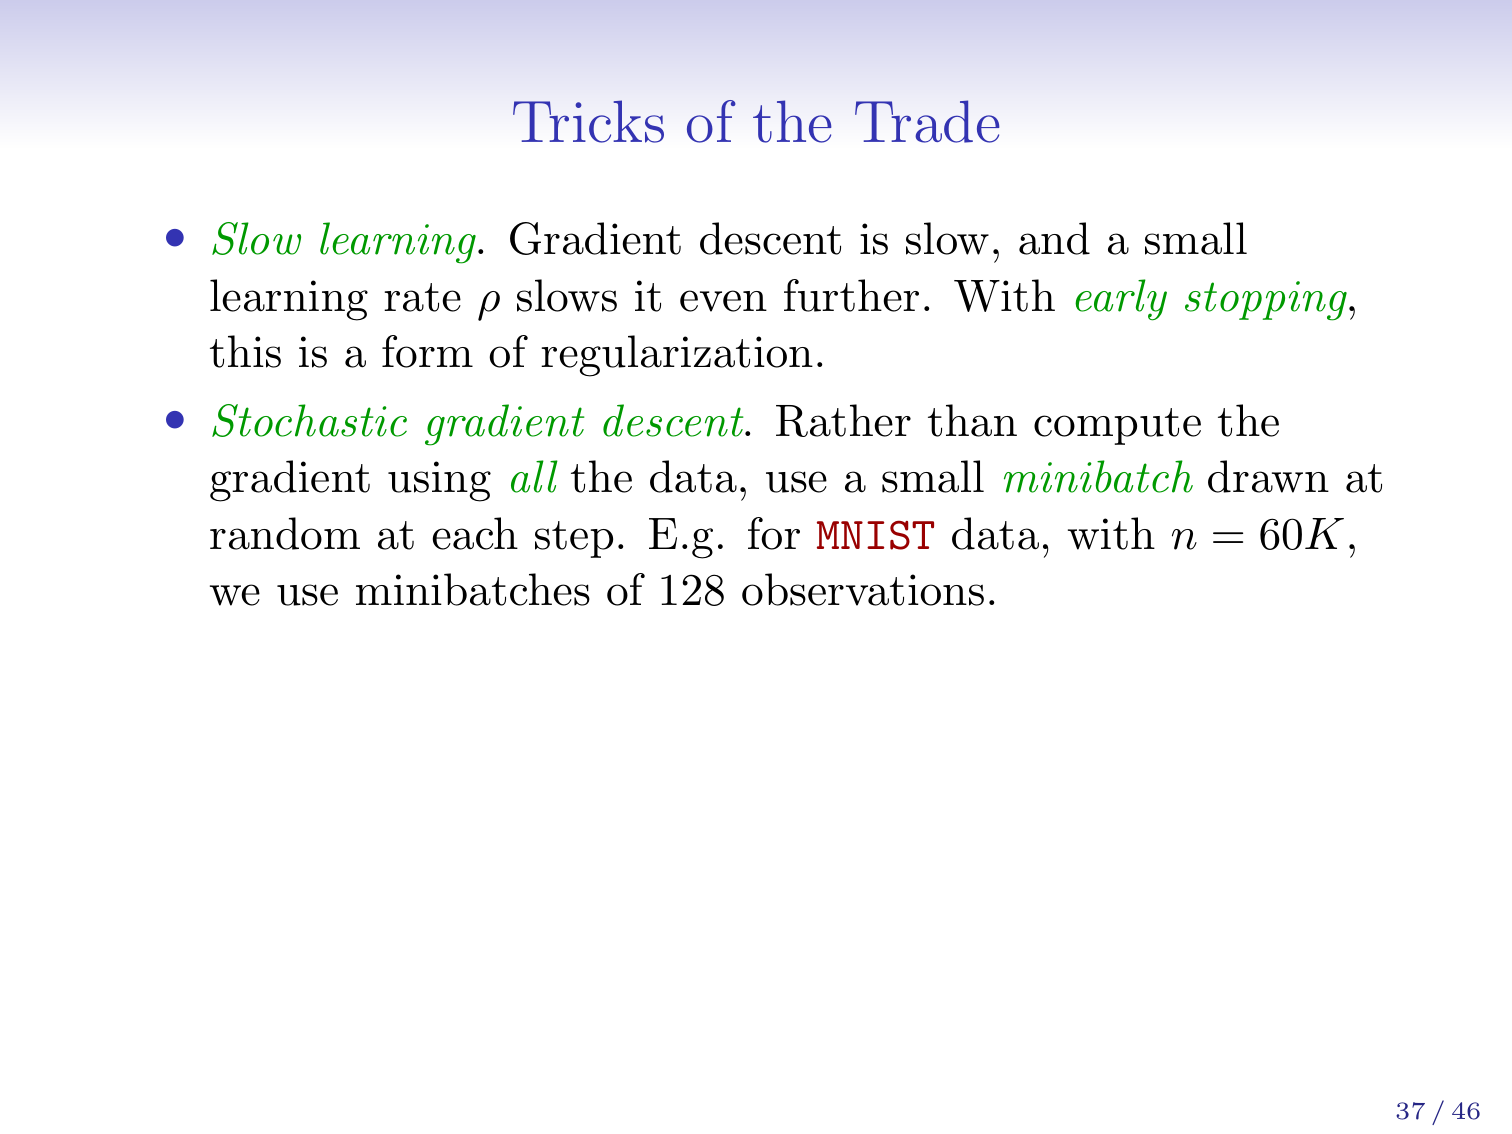 Tricks of the Trade
• Slow learning. Gradient descent is slow, and a small
learning rate ρ slows it even further. With early stopping,
this is a form of regularization.
• Stochastic gradient descent. Rather than compute the
gradient using all the data, use a small minibatch drawn at
random at each step. E.g. for MNIST data, with n = 60K,
we use minibatches of 128 observations.
37 / 46